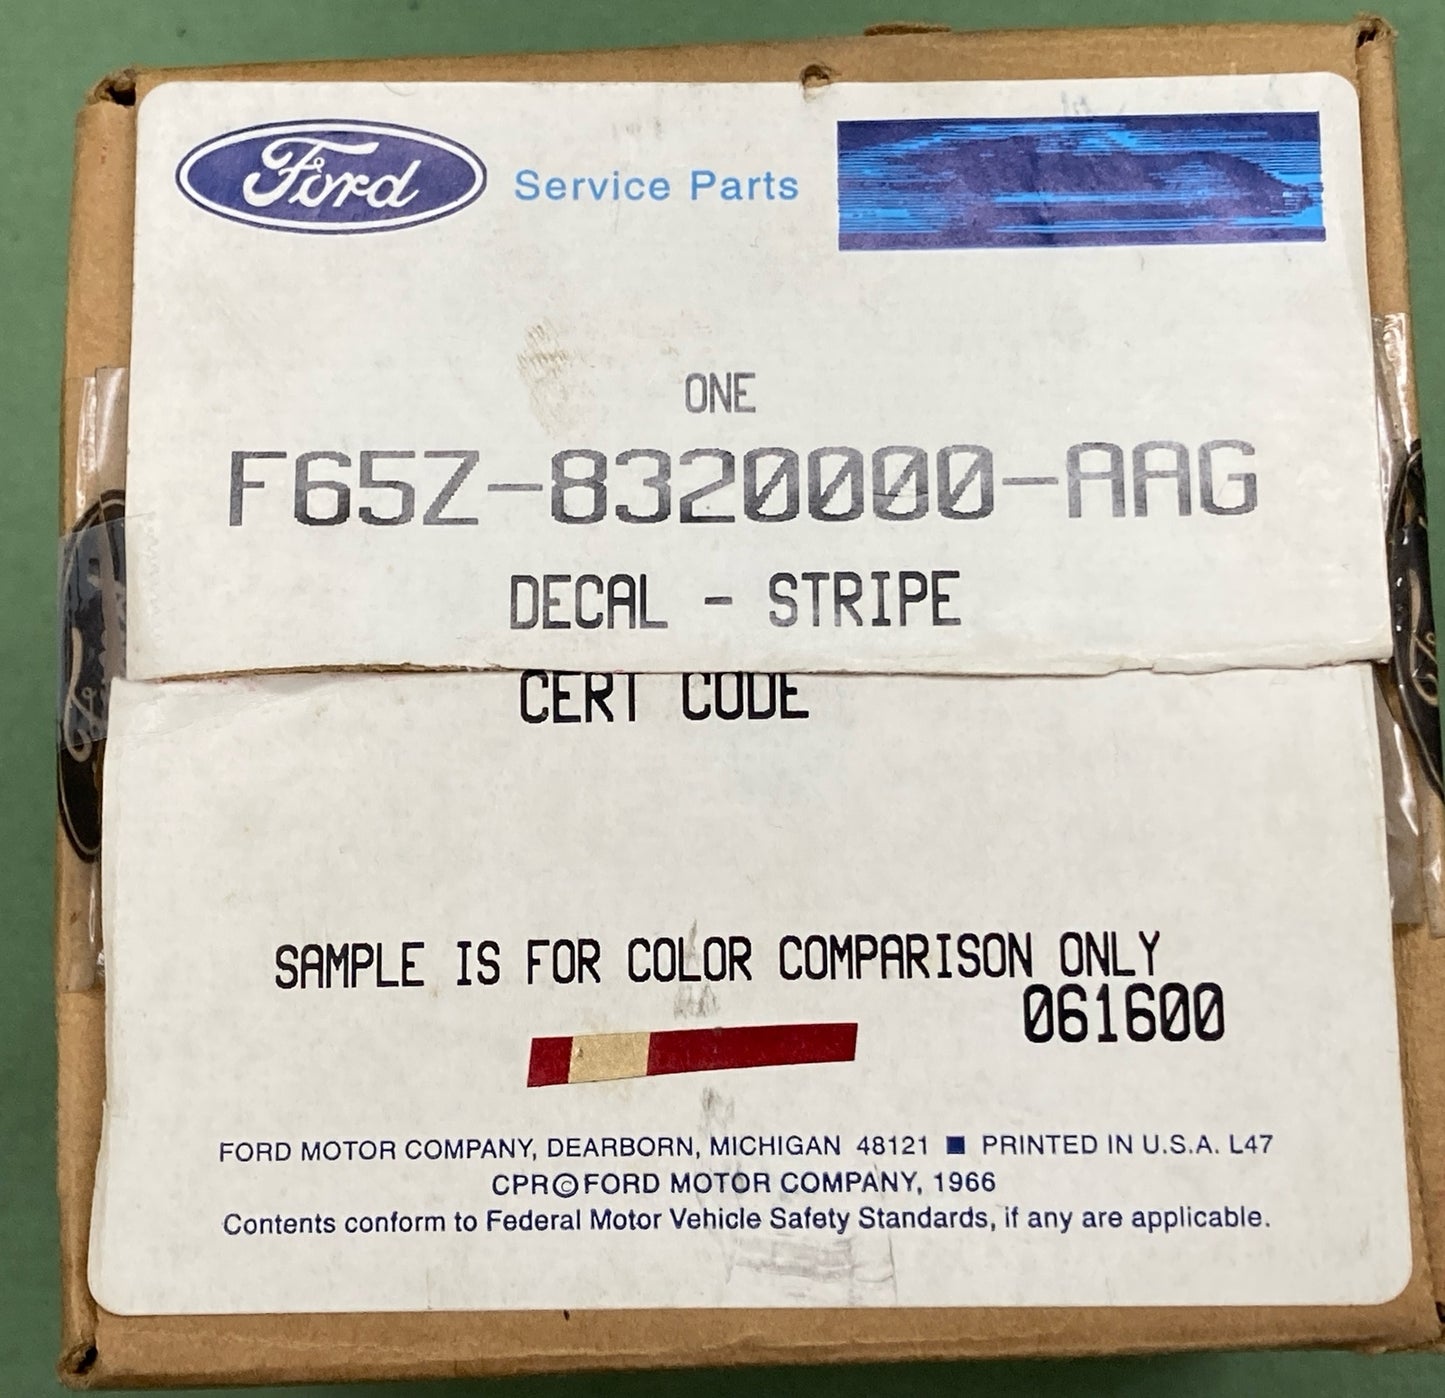 Ford Service Parts
ONE
F65Z-8320000-AAG
DECAL - STRIPE
CERT CODE
SAMPLE IS FOR COLOR COMPARISON ONLY
061600
FORD MOTOR COMPANY, DEARBORN, MICHIGAN 48121 ■ PRINTED IN U.S.A. L47
CPR©FORD MOTOR COMPANY, 1966
Contents conform to Federal Motor Vehicle Safety Standards, if any are applicable.